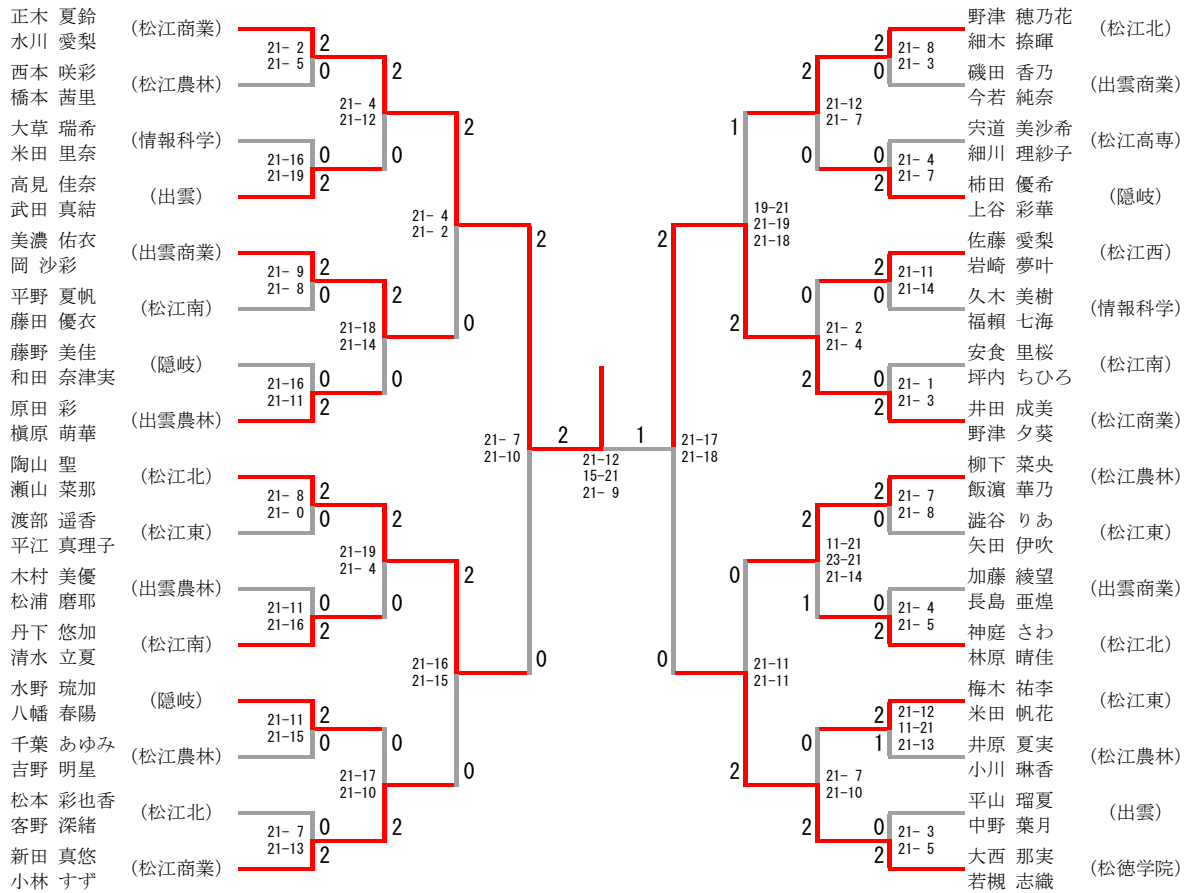 正木 夏鈴
水川 愛梨
(松江商業)
西本 咲彩
橋本 茜里
(松江農林)
大草 瑞希
米田 里奈
(情報科学)
高見 佳奈
武田 真結
(出雲)
美濃 佑衣
岡 沙彩
(出雲商業)
平野 夏帆
藤田 優衣
(松江南)
藤野 美佳
和田 奈津実
(隠岐)
原田 彩
槇原 萌華
(出雲農林)
陶山 聖
瀬山 菜那
(松江北)
渡部 遥香
平江 真理子
(松江東)
木村 美優
松浦 磨耶
(出雲農林)
丹下 悠加
清水 立夏
(松江南)
水野 琉加
八幡 春陽
(隠岐)
千葉 あゆみ
吉野 明星
(松江農林)
松本 彩也香
客野 深緒
(松江北)
新田 真悠
小林 すず
(松江商業)
21- 2
21- 5
2
0
21-16
21-19
0
2
21- 9
21- 8
2
0
21-16
21-11
0
2
21- 8
21- 0
2
0
21-11
21-16
0
2
21-11
21-15
2
0
21- 7
21-13
0
2
2
21- 4
21-12
0
2
21-18
21-14
0
2
21-19
21- 4
0
0
21-17
21-10
2
2
21- 4
21- 2
0
2
21-16
21-15
0
2
21- 7
21-10
0
2
1
21-12
15-21
21- 9
2
21-17
21-18
0
1
19-21
21-19
21-18
2
0
21-11
21-11
2
2
21-12
21- 7
0
0
21- 2
21- 4
2
2
11-21
23-21
21-14
1
0
21- 7
21-10
2
2
0
21- 8
21- 3
0
2
21- 4
21- 7
2
0
21-11
21-14
0
2
21- 1
21- 3
2
0
21- 7
21- 8
0
2
21- 4
21- 5
2
1
21-12
11-21
21-13
0
2
21- 3
21- 5
野津 穂乃花
細木 捺暉
(松江北)
磯田 香乃
今若 純奈
(出雲商業)
宍道 美沙希
細川 理紗子
(松江高専)
柿田 優希
上谷 彩華
(隠岐)
佐藤 愛梨
岩崎 夢叶
(松江西)
久木 美樹
福頼 七海
(情報科学)
安食 里桜
坪内 ちひろ
(松江南)
井田 成美
野津 夕葵
(松江商業)
柳下 菜央
飯濵 華乃
(松江農林)
澁谷 りあ
矢田 伊吹
(松江東)
加藤 綾望
長島 亜煌
(出雲商業)
神庭 さわ
林原 晴佳
(松江北)
梅木 祐李
米田 帆花
(松江東)
井原 夏実
小川 琳香
(松江農林)
平山 瑠夏
中野 葉月
(出雲)
大西 那実
若槻 志織
(松徳学院)